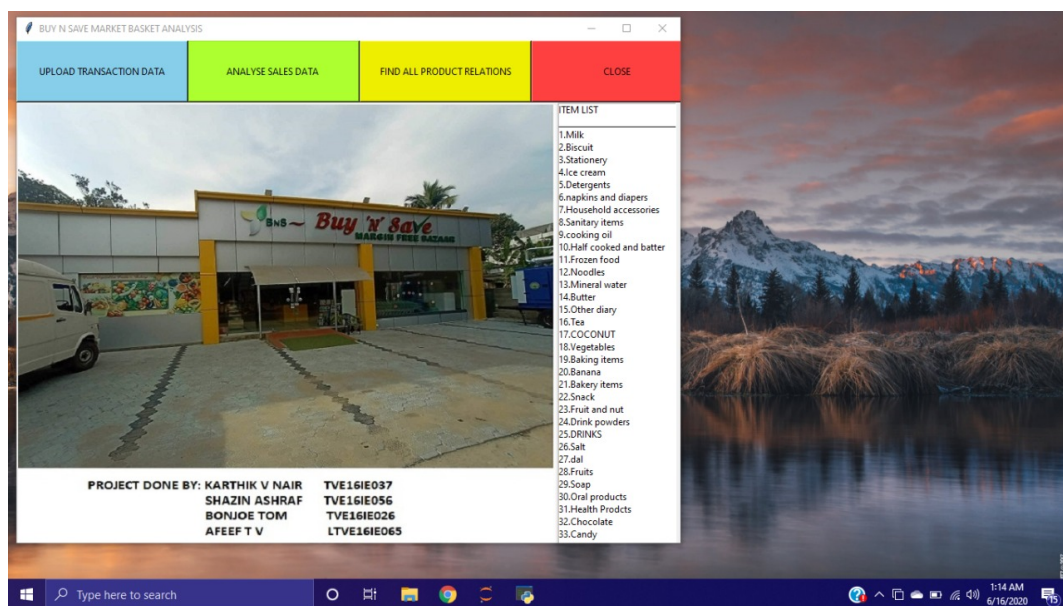 BUY N SAVE MARKET BASKET ANALYSIS
UPLOAD TRANSACTION DATA
ANALYSE SALES DATA
FIND ALL PRODUCT RELATIONS
CLOSE
BNS~ Buy 'N' Save
MARGIN FREE BAZAAR
PROJECT DONE BY: KARTHIK V NAIR TVE16IE037
SHAZIN ASHRAF TVE16IE056
BONJOE TOM TVE16IE026
AFEEF T V LTVE16IE065
ITEM LIST
1.Milk
2.Biscuit
3.Stationery
4.Ice cream
5.Detergents
6.napkins and diapers
7.Household accessories
8.Sanitary items
9.cooking oil
10.Half cooked and batter
11.Frozen food
12.Noodles
13.Mineral water
14.Butter
15.Other diary
16.Tea
17.COCONUT
18.Vegetables
19.Baking items
20.Banana
21.Bakery items
22.Snack
23.Fruit and nut
24.Drink powders
25.DRINKS
26.Salt
27.dal
28.Fruits
29.Soap
30.Oral products
31.Health Prodcts
32.Chocolate
33.Candy
Type here to search
1:14 AM
6/16/2020
15